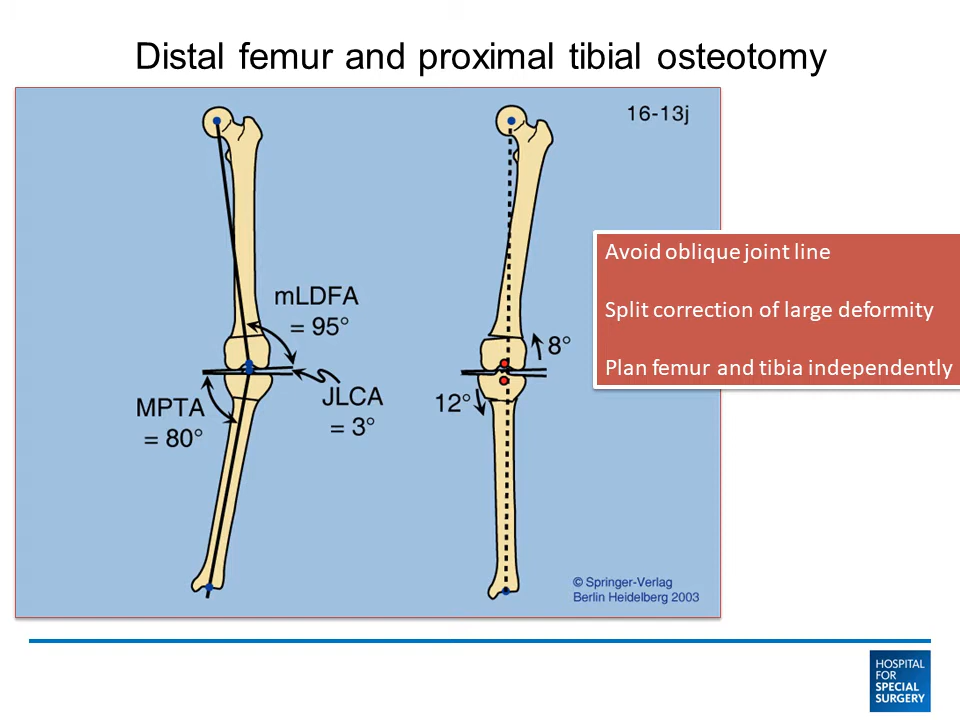 Distal femur and proximal tibial osteotomy
16-13j
mLDFA
= 95°
8°
JLCA
= 3°
MPTA
= 80°
12°
Avoid oblique joint line
Split correction of large deformity
Plan femur and tibia independently
© Springer-Verlag
Berlin Heidelberg 2003
HOSPITAL
FOR
SPECIAL
SURGERY